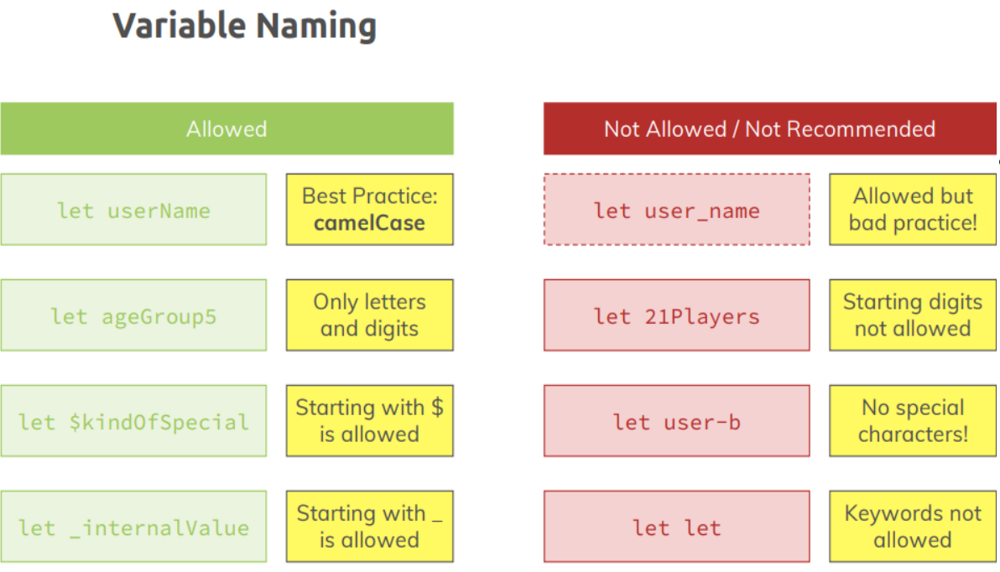 Variable Naming
Allowed
Not Allowed / Not Recommended
let userName
Best Practice:
camelCase
let user_name
Allowed but
bad practice!
let ageGroup5
Only letters
and digits
let 21Players
Starting digits
not allowed
let $kindOfSpecial
Starting with $
is allowed
let user-b
No special
characters!
let _internalValue
Starting with _
is allowed
let let
Keywords not
allowed